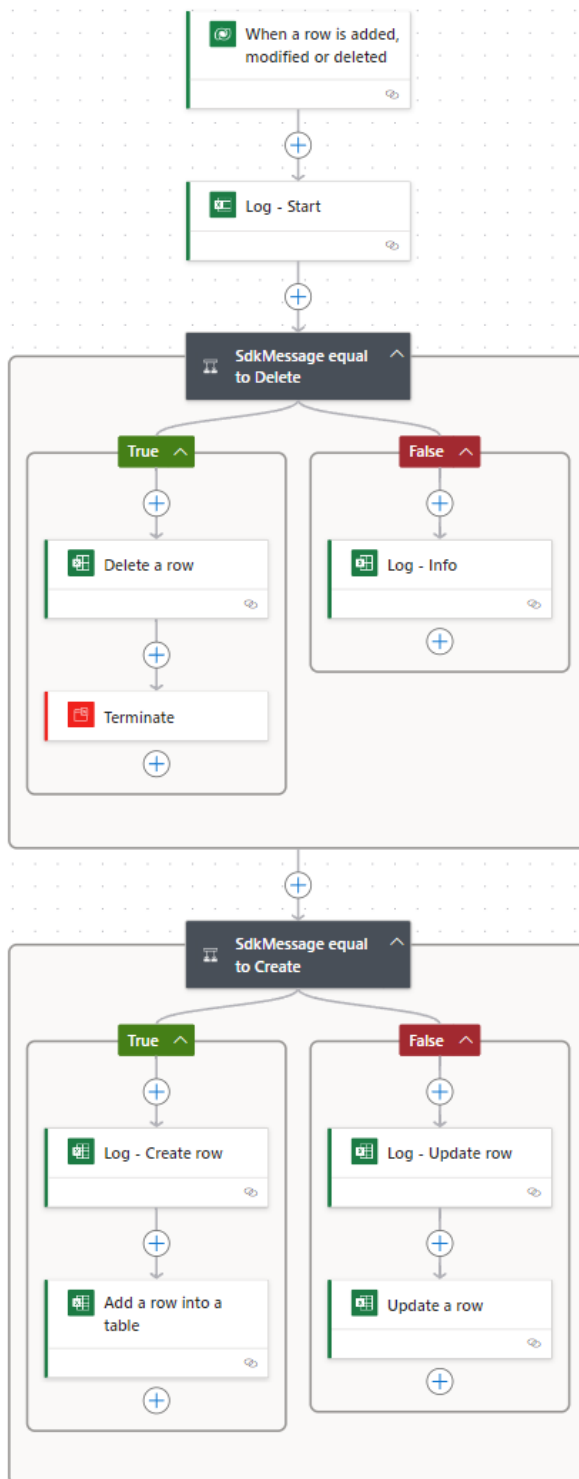 When a row is added,
modified or deleted
Log - Start
SdkMessage equal
to Delete
True
False
Delete a row
Log - Info
Terminate
SdkMessage equal
to Create
True
False
Log - Create row
Log - Update row
Add a row into a
table
Update a row